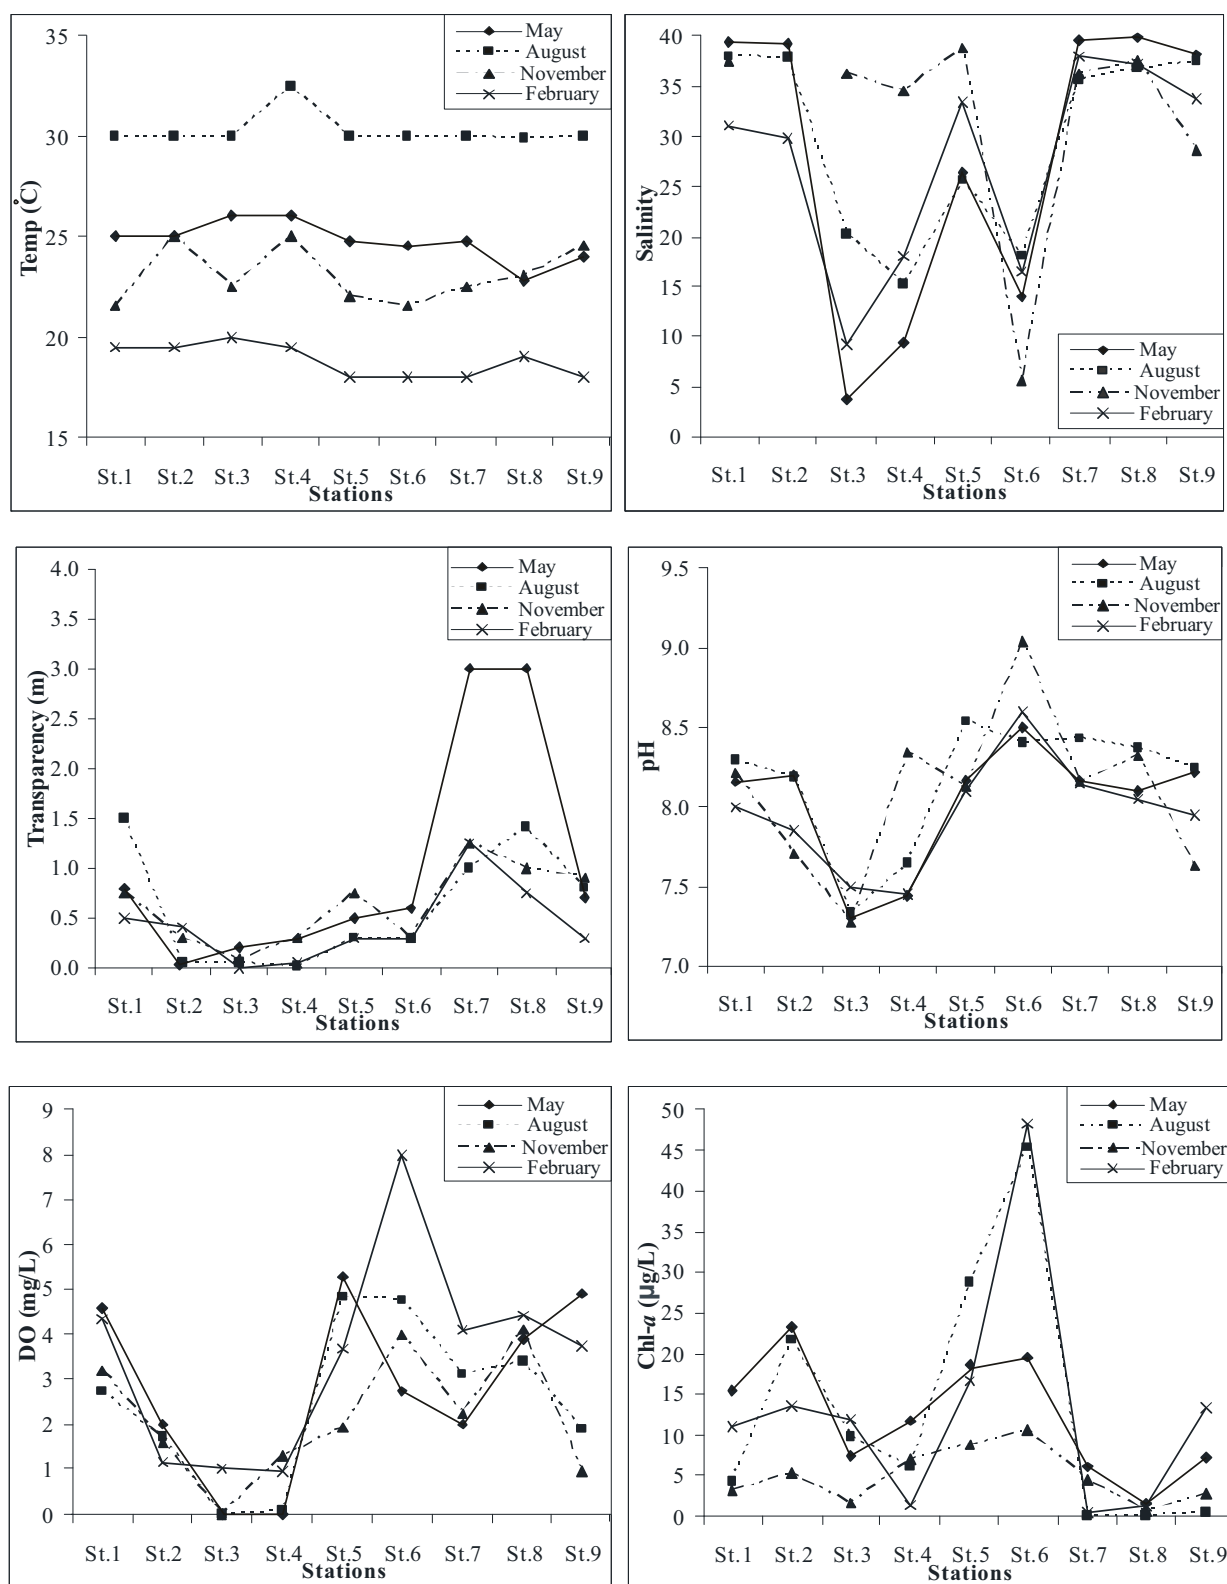 35
30
25
20
15
Temp (°C)
May
August
November
February
St.1 St.2 St.3 St.4 St.5 St.6 St.7 St.8 St.9
Stations
40
35
30
25
20
15
10
5
0
Salinity
May
August
November
February
St.1 St.2 St.3 St.4 St.5 St.6 St.7 St.8 St.9
Stations
4.0
3.5
3.0
2.5
2.0
1.5
1.0
0.5
0.0
Transparency (m)
May
August
November
February
St.1 St.2 St.3 St.4 St.5 St.6 St.7 St.8 St.9
Stations
9.5
9.0
8.5
8.0
7.5
7.0
pH
May
August
November
February
St.1 St.2 St.3 St.4 St.5 St.6 St.7 St.8 St.9
Stations
9
8
7
6
5
4
3
2
1
0
DO (mg/L)
May
August
November
February
St.1 St.2 St.3 St.4 St.5 St.6 St.7 St.8 St.9
Stations
50
45
40
35
30
25
20
15
10
5
0
Chl-a (µg/L)
May
August
November
February
St.1 St.2 St.3 St.4 St.5 St.6 St.7 St.8 St.9
Stations